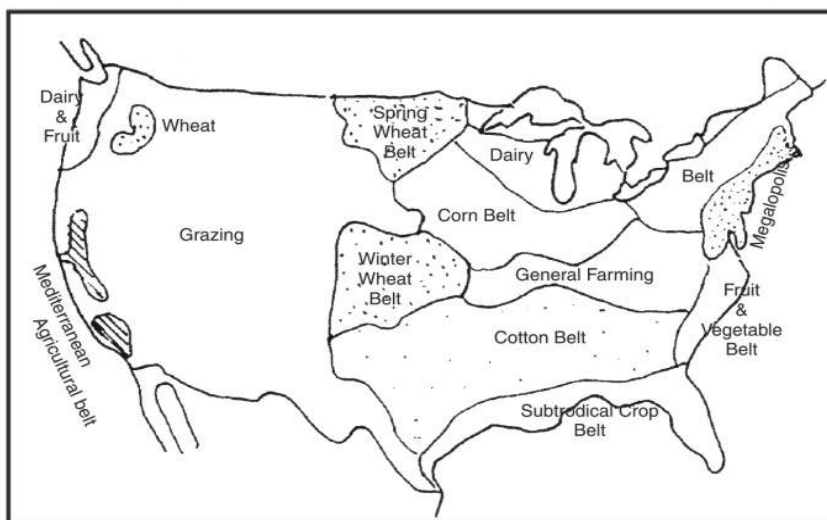 Dairy
&
Fruit
Wheat
Spring
Wheat
Belt
Dairy
Belt
Megalopolis
Corn Belt
Grazing
Winter
Wheat
Belt
General Farming
Mediterranean
Agricultural belt
Fruit
&
Vegetable
Belt
Cotton Belt
Subtrodical Crop
Belt